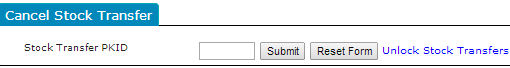 Cancel Stock Transfer
Stock Transfer PKID Submit Reset Form Unlock Stock Transfers